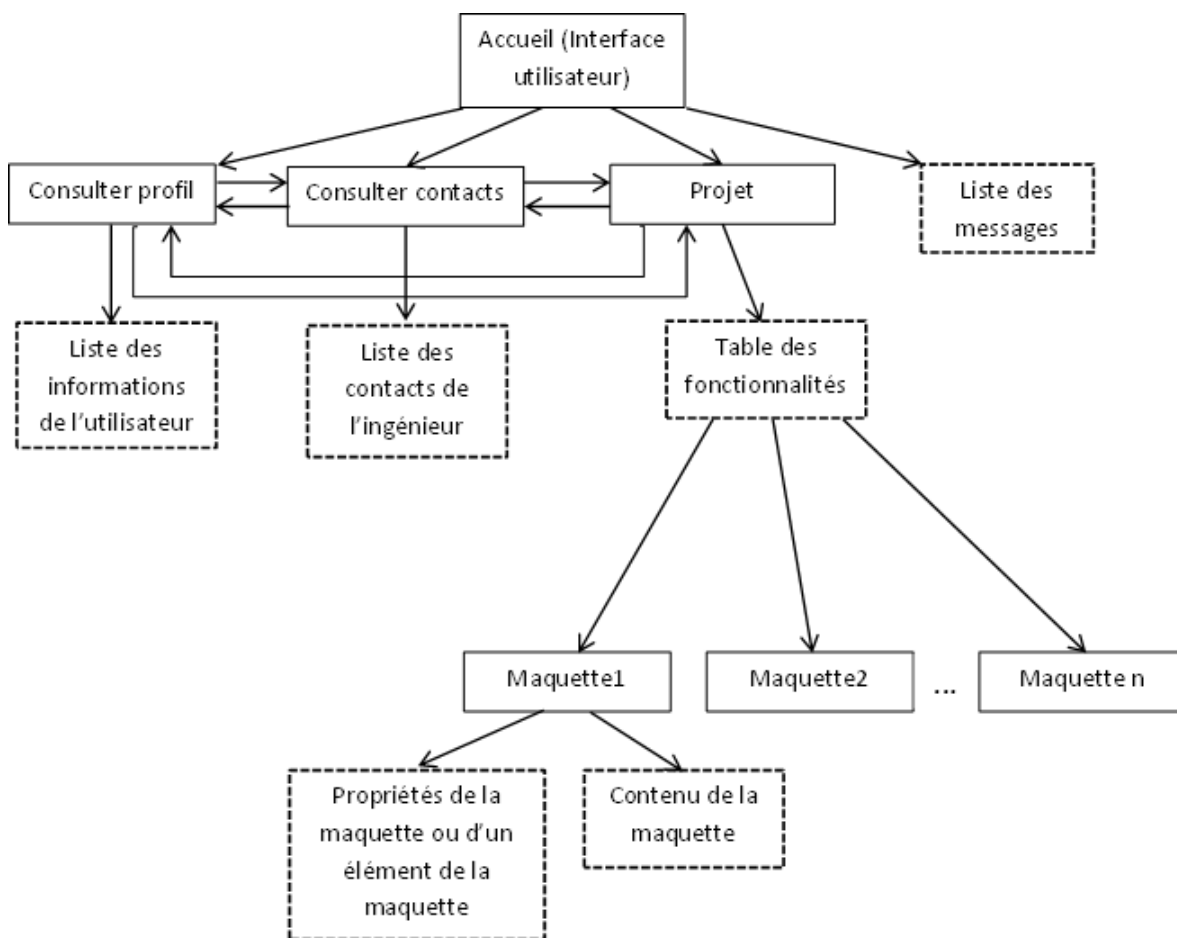 Accueil (Interface
utilisateur)
Consulter profil
Consulter contacts
Projet
Liste des
messages
Liste des
informations
de l'utilisateur
Liste des
contacts de
l'ingénieur
Table des
fonctionnalités
Maquette1
Maquette2
...
Maquette n
Propriétés de la
maquette ou d'un
élément de la
maquette
Contenu de la
maquette